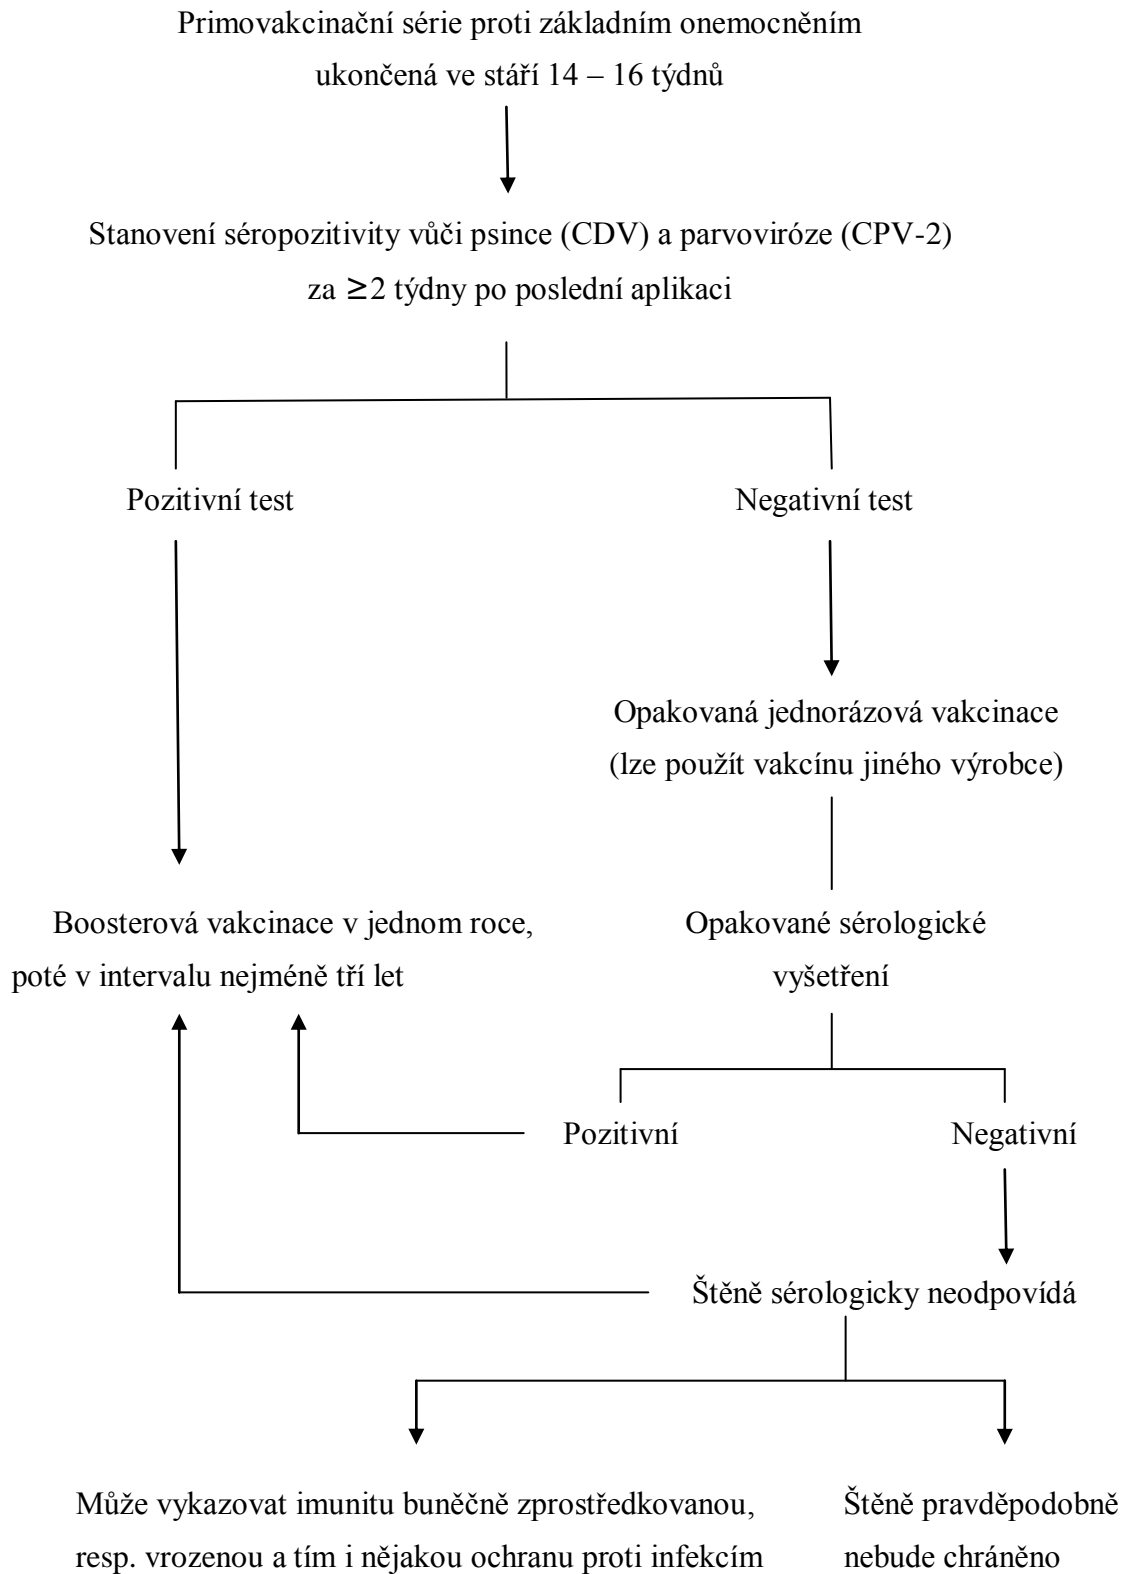 Primovakcinační série proti základním onemocněním
ukončená ve stáří 14 – 16 týdnů
Stanovení séropozitivity vůči psince (CDV) a parvoviróze (CPV-2)
za ≥2 týdny po poslední aplikaci
Pozitivní test
Negativní test
Opakovaná jednorázová vakcinace
(lze použít vakcínu jiného výrobce)
Boosterová vakcinace v jednom roce,
poté v intervalu nejméně tří let
Opakované sérologické
vyšetření
Pozitivní
Negativní
Štěně sérologicky neodpovídá
Může vykazovat imunitu buněčně zprostředkovanou,
resp. vrozenou a tím i nějakou ochranu proti infekcím
Štěně pravděpodobně
nebude chráněno